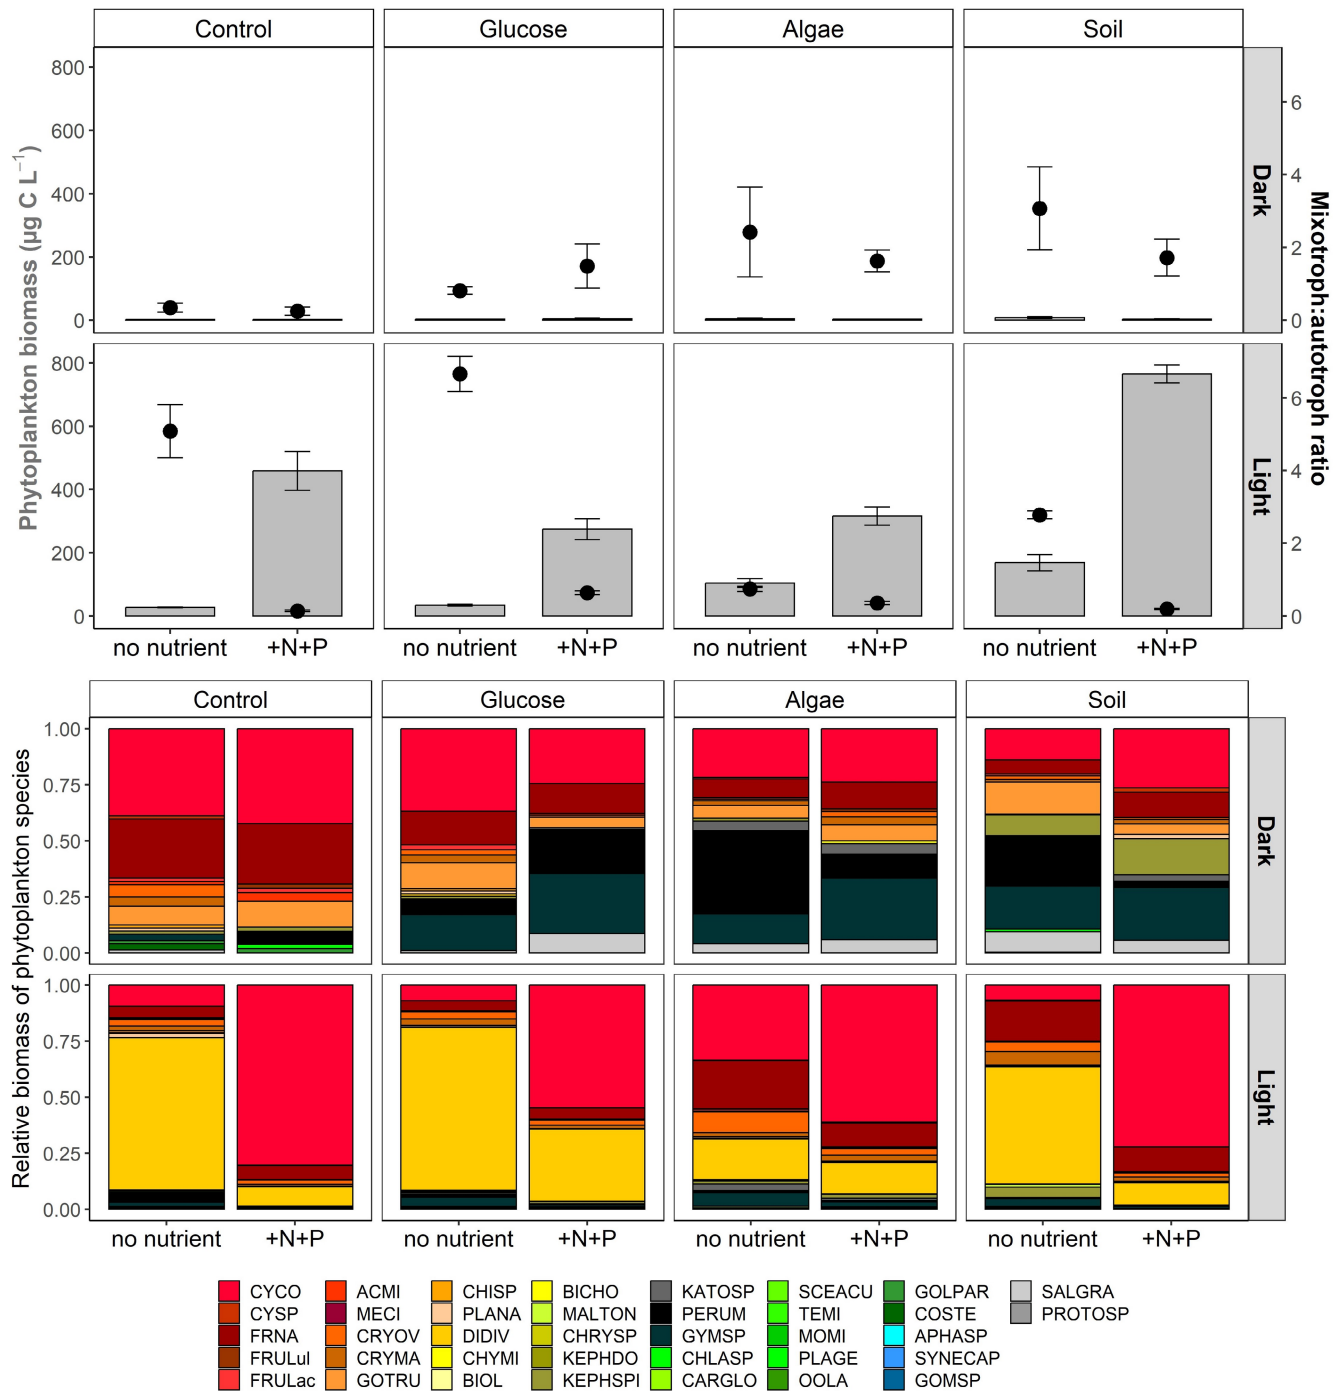 Control Glucose Algae Soil
800
600
400
200
0
6
4
2
0
Dark
800
600
400
200
0
6
4
2
0
Light
Phytoplankton biomass (µg C L⁻¹)
Mixotroph:autotroph ratio
no nutrient +N+P no nutrient +N+P no nutrient +N+P no nutrient +N+P
Control Glucose Algae Soil
1.00
0.75
0.50
0.25
0.00
Dark
1.00
0.75
0.50
0.25
0.00
Light
Relative biomass of phytoplankton species
no nutrient +N+P no nutrient +N+P no nutrient +N+P no nutrient +N+P
CYCO ACMI CHISP BICHO KATOSP SCEACU GOLPAR SALGRA
CYSP MECI PLANA MALTON PERUM TEMI COSTE PROTOSP
FRNA CRYOV DIDIV CHRYSP GYMSP MOMI APHASP
FRULul CRYMA CHYMI KEPHDO CHLASP PLAGE SYNECAP
FRULac GOTRU BIOL KEPHSPI CARGLO OOLA GOMSP